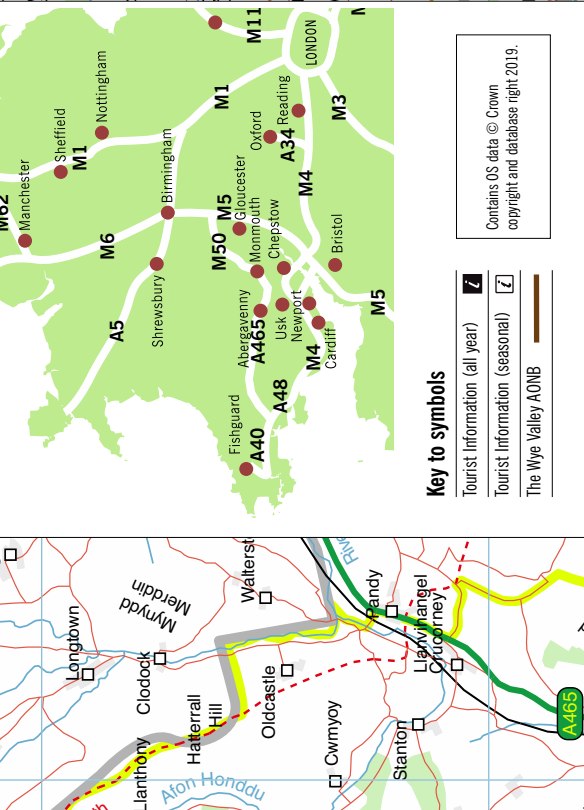 M11
LONDON
M1
M3
Reading
Oxford
A34
M4
Nottingham
Sheffield
M1
Manchester
M62
Birmingham
M6
M5
Gloucester
M50
Monmouth
Chepstow
Bristol
Shrewsbury
A5
Abergavenny
A465
Usk
Newport
M4
Cardiff
M5
A48
Fishguard
A40
Contains OS data © Crown
copyright and database right 2019.
Key to symbols
Tourist Information (all year) i
Tourist Information (seasonal) i
The Wye Valley AONB
Longtown
Mynydd
Merddin
Clodock
Hatterrall
Hill
Llanthony
Oldcastle
Pandy
Llanvihangel
Crucorney
Cwmyoy
Stanton
Afon Honddu
A465